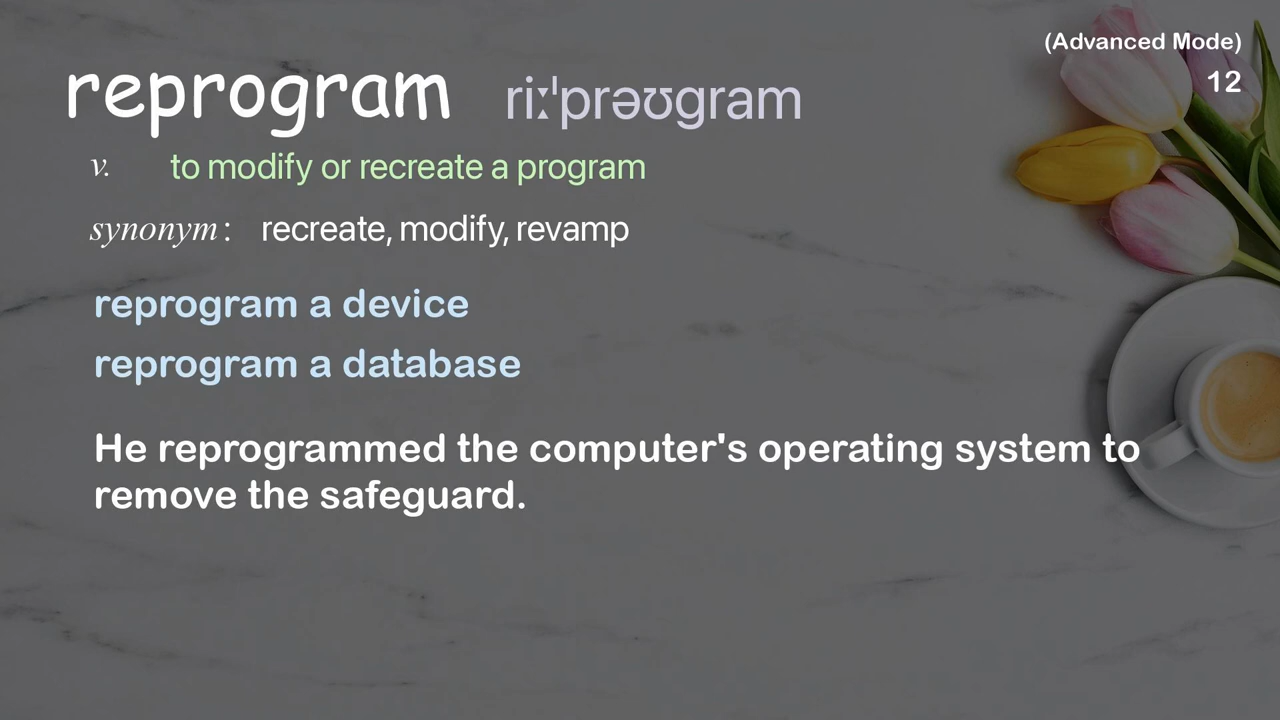 (Advanced Mode)
12
reprogram riːˈprəʊgram
v. to modify or recreate a program
synonym : recreate, modify, revamp
reprogram a device
reprogram a database
He reprogrammed the computer's operating system to
remove the safeguard.